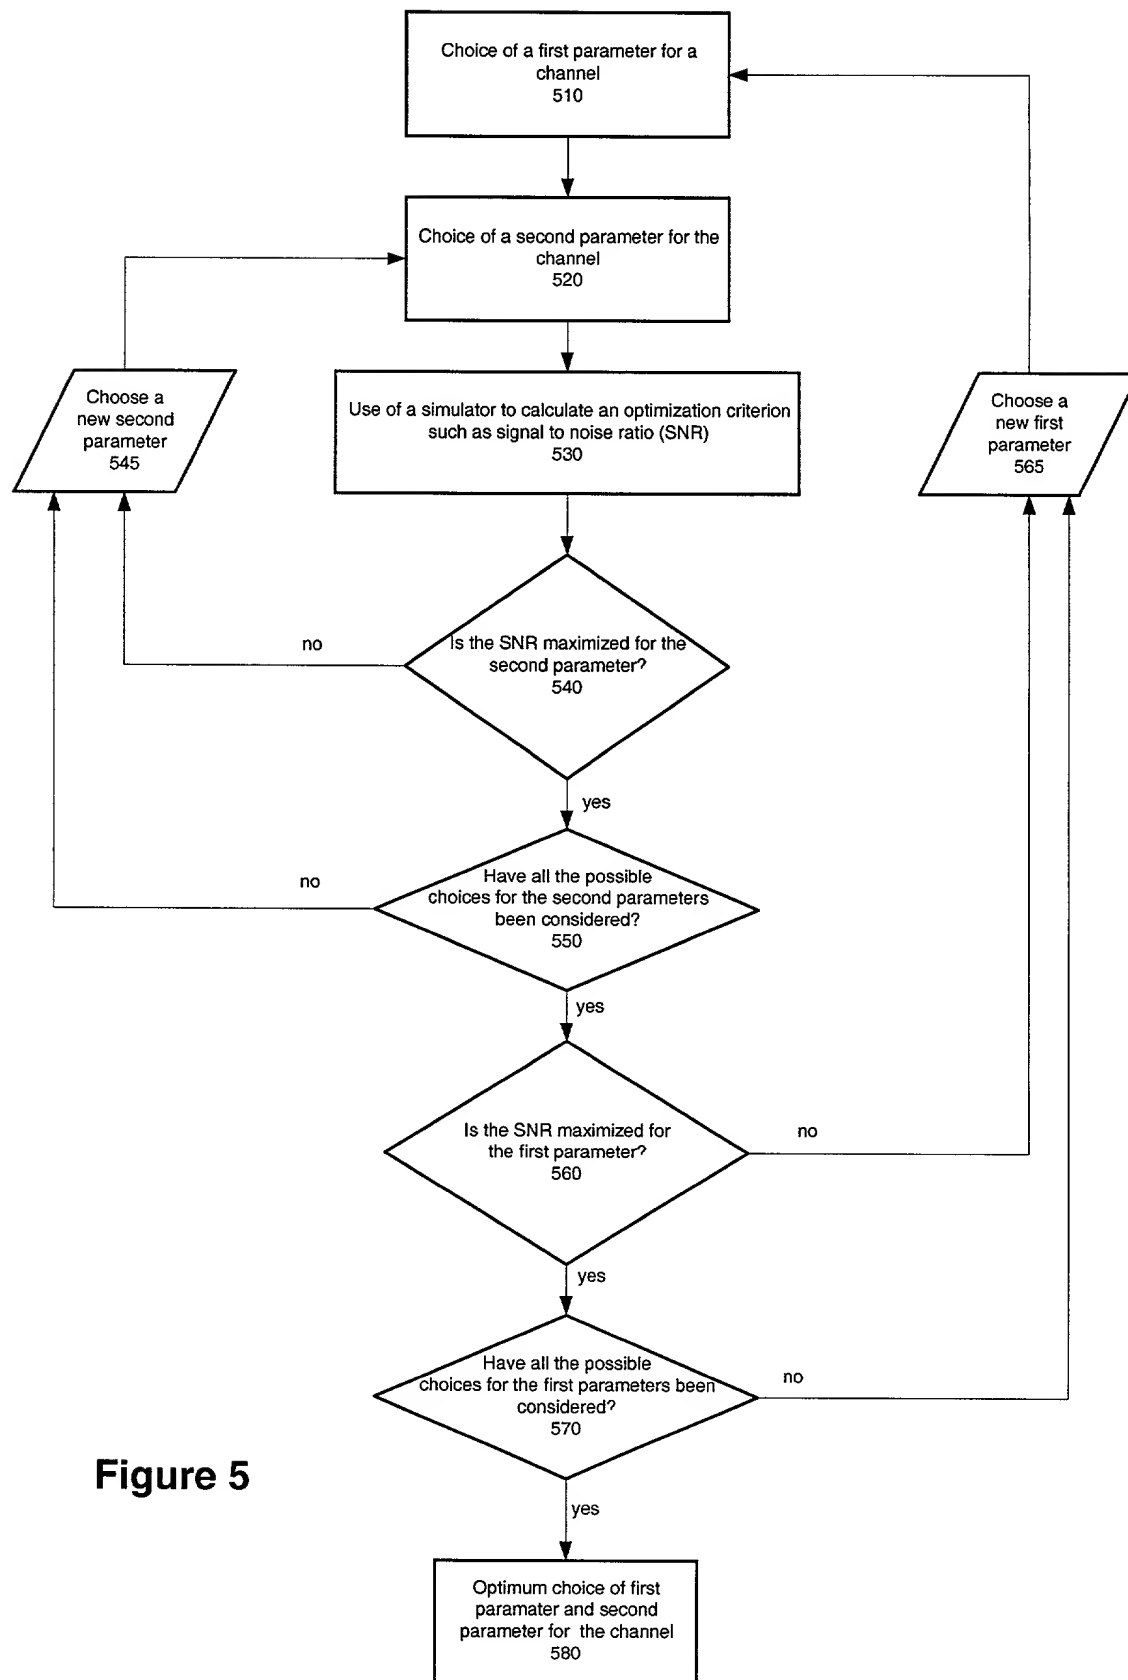 Choice of a first parameter for a
channel
510
Choice of a second parameter for the
channel
520
Choose a
new second
parameter
545
Use of a simulator to calculate an optimization criterion
such as signal to noise ratio (SNR)
530
Choose a
new first
parameter
565
no
Is the SNR maximized for the
second parameter?
540
yes
no
Have all the possible
choices for the second parameters
been considered?
550
yes
Is the SNR maximized for
the first parameter?
560
no
yes
Have all the possible
choices for the first parameters been
considered?
570
no
Figure 5
yes
Optimum choice of first
paramater and second
parameter for the channel
580